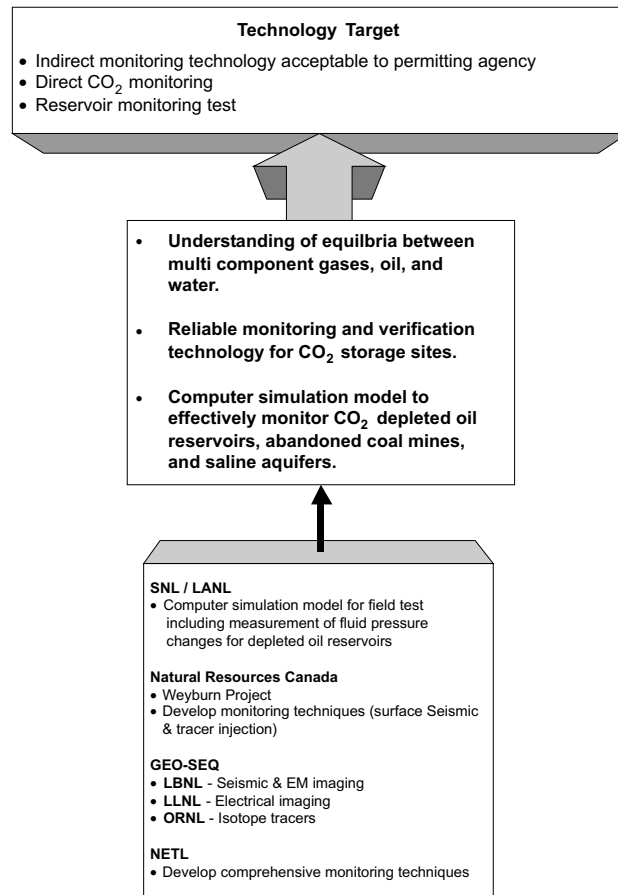 Technology Target
• Indirect monitoring technology acceptable to permitting agency
• Direct CO2 monitoring
• Reservoir monitoring test
• Understanding of equilbria between
multi component gases, oil, and
water.
• Reliable monitoring and verification
technology for CO2 storage sites.
• Computer simulation model to
effectively monitor CO2 depleted oil
reservoirs, abandoned coal mines,
and saline aquifers.
SNL / LANL
• Computer simulation model for field test
including measurement of fluid pressure
changes for depleted oil reservoirs
Natural Resources Canada
• Weyburn Project
• Develop monitoring techniques (surface Seismic
& tracer injection)
GEO-SEQ
• LBNL - Seismic & EM imaging
• LLNL - Electrical imaging
• ORNL - Isotope tracers
NETL
• Develop comprehensive monitoring techniques